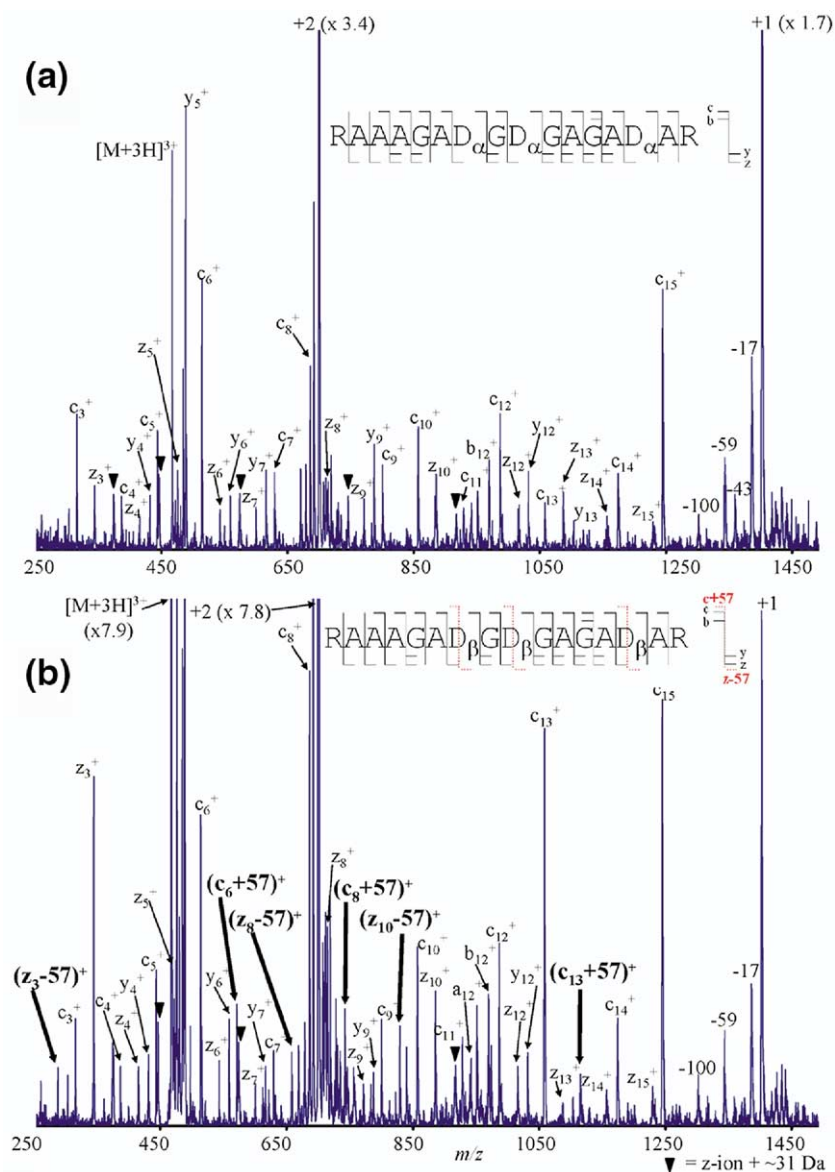 +2 (x 3.4)
+1 (x 1.7)
(a)
y5+
[M+3H]3+
c
b
RAAAGADαGDαGAGADαAR
y
z
c6+
c15+
c8+
z5+
-17
c3+
c5+
z8+
y9+
c10+
c12+
y12+
y4+
y6+
c7+
b12+
z13+
z3+
y7+
c9+
z10+
c11+
z12+
z14+
c14+
-59
c4+
z4+
z6+
z7+
z9+
c13+
y13
z15+
-100
-43
250 450 650 850 1050 1250 1450
[M+3H]3+
(x7.9)
+2 (x 7.8)
c+57
c
b
+1
c8+
RAAAGADβGDβGAGADβAR
y
z
z-57
(b)
c15
c13+
z3+
c6+
z8+
(c6+57)+
(c8+57)+
z5+
(z8-57)+
(z10-57)+
c12+
c10+
b12+
c5+
(z3-57)+
y4+
y6+
z10+
a12+
y12+
(c13+57)+
-17
c3+
c4+
z4+
y7+
y9+
c9+
z12+
c14+
c11+
-59
z6+
z7+
c7
z9+
z13+
z14+
z15+
-100
250 450 650 850 1050 1250 1450
m/z
▼ = z-ion + ~31 Da